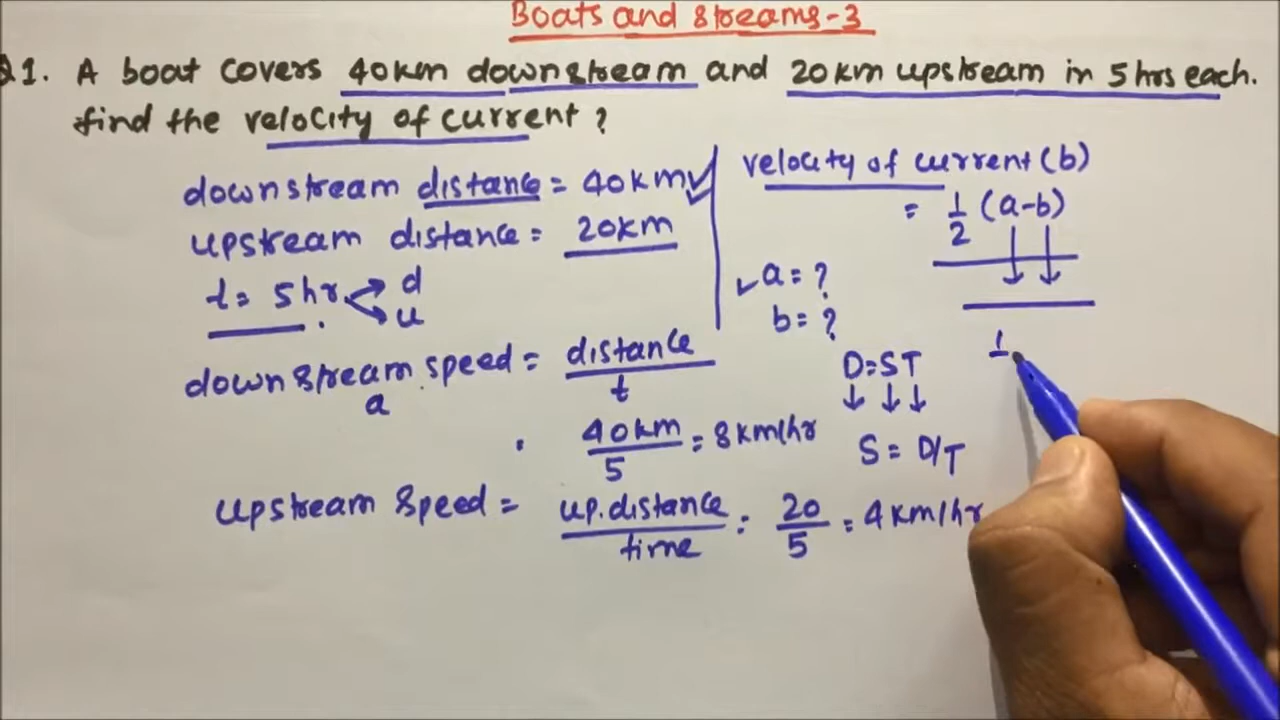 Boats and streams-3
Q1. A boat covers 40km downstream and 20km upstream in 5 hrs each.
find the velocity of current ?
downstream distance = 40km
upstream distance = 20km
t = 5hr
d
u
downstream speed = distance / t
a
= 40km / 5 = 8km/hr
upstream speed = up.distance / time = 20 / 5 = 4km/hr
velocity of current (b)
= 1/2 (a-b)
a = ?
b = ?
D=ST
S = D/T
1